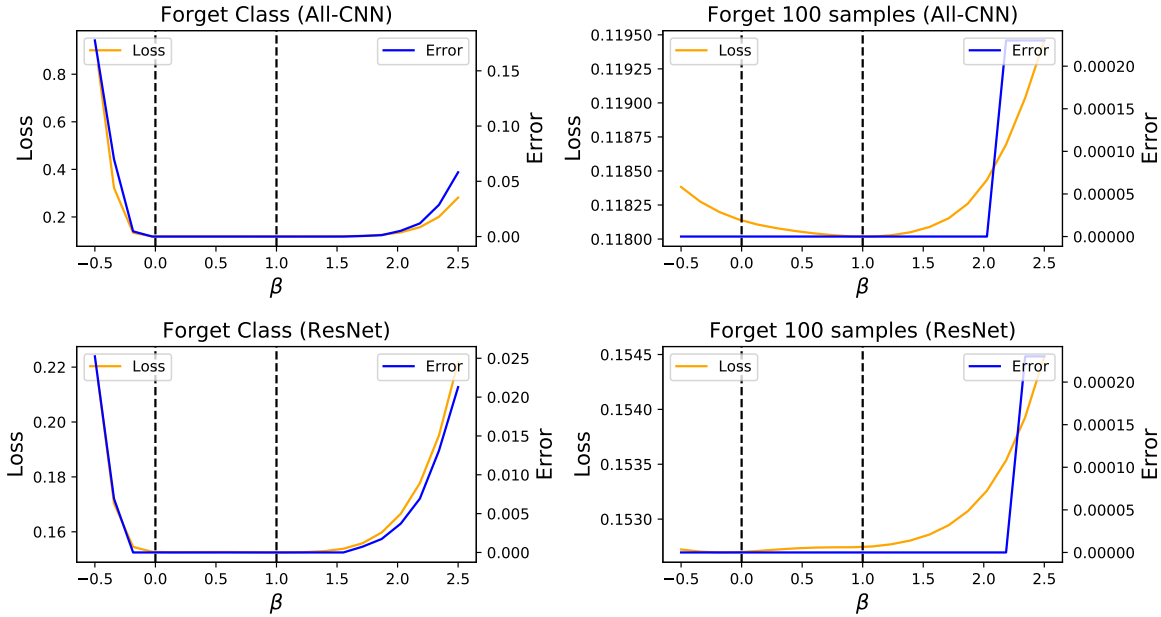 Forget Class (All-CNN)
Loss
Error
0.8
0.6
0.4
0.2
0.15
0.10
0.05
0.00
Loss
Error
−0.5 0.0 0.5 1.0 1.5 2.0 2.5
β
Forget 100 samples (All-CNN)
Loss
Error
0.11950
0.11925
0.11900
0.11875
0.11850
0.11825
0.11800
0.00020
0.00015
0.00010
0.00005
0.00000
Loss
Error
−0.5 0.0 0.5 1.0 1.5 2.0 2.5
β
Forget Class (ResNet)
Loss
Error
0.22
0.20
0.18
0.16
0.025
0.020
0.015
0.010
0.005
0.000
Loss
Error
−0.5 0.0 0.5 1.0 1.5 2.0 2.5
β
Forget 100 samples (ResNet)
Loss
Error
0.1545
0.1540
0.1535
0.1530
0.00020
0.00015
0.00010
0.00005
0.00000
Loss
Error
−0.5 0.0 0.5 1.0 1.5 2.0 2.5
β